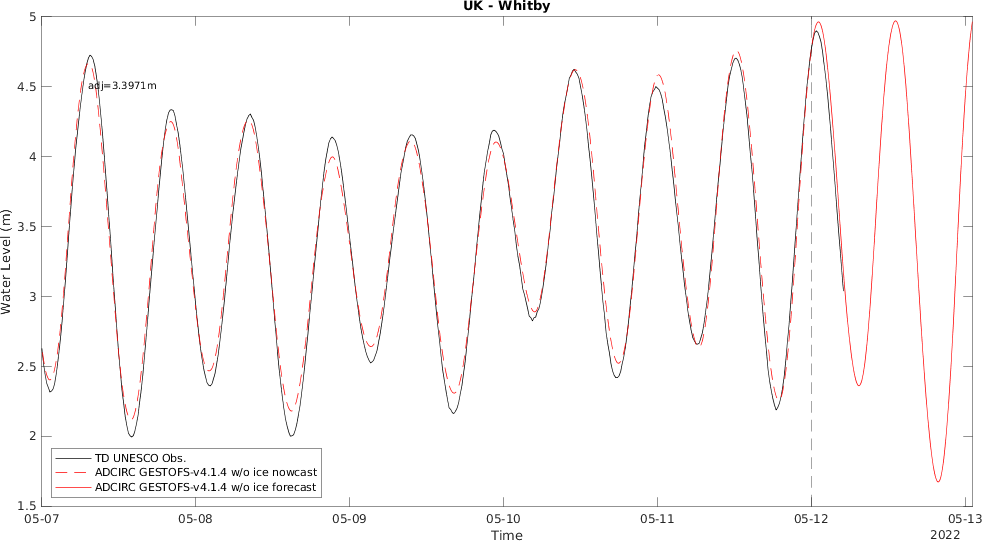 UK - Whitby
5
4.5
4
3.5
3
2.5
2
1.5
Water Level (m)
adj=3.3971m
TD UNESCO Obs.
ADCIRC GESTOFS-v4.1.4 w/o ice nowcast
ADCIRC GESTOFS-v4.1.4 w/o ice forecast
05-07 05-08 05-09 05-10 05-11 05-12 05-13
Time
2022